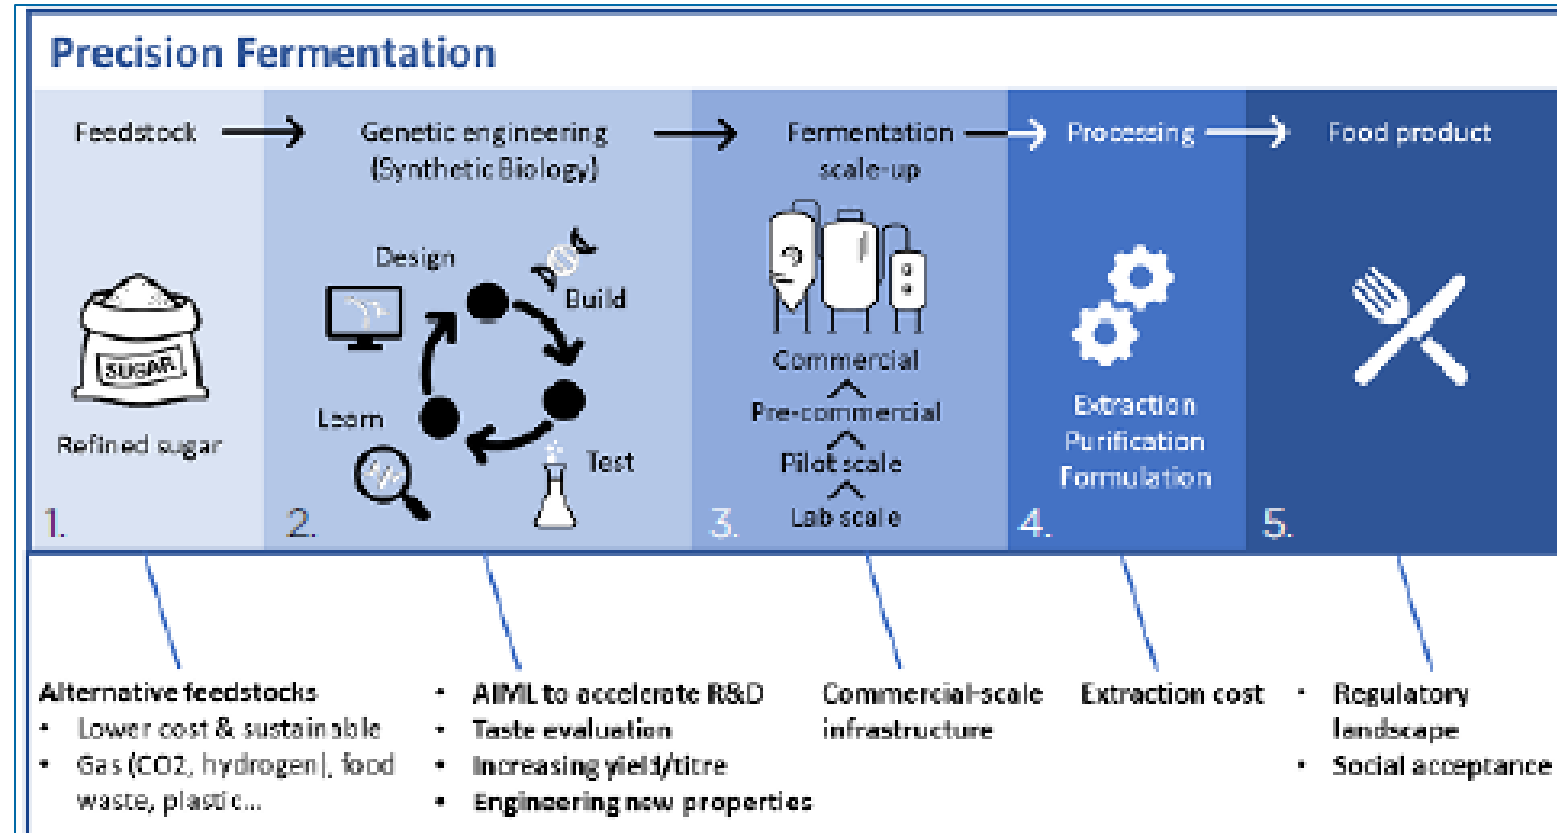 Precision Fermentation
Feedstock
Genetic engineering
(Synthetic Biology)
Fermentation
scale-up
Processing
Food product
SUGAR
Refined sugar
1.
Design
Build
Learn
Test
2.
Commercial
Pre-commercial
Pilot scale
Lab scale
3.
Extraction
Purification
Formulation
4.
5.
Alternative feedstocks
• Lower cost & sustainable
• Gas (CO2, hydrogen), food
waste, plastic...
• AIML to accelerate R&D
• Taste evaluation
• Increasing yield/titre
• Engineering new properties
Commercial-scale
infrastructure
Extraction cost
• Regulatory
landscape
• Social acceptance